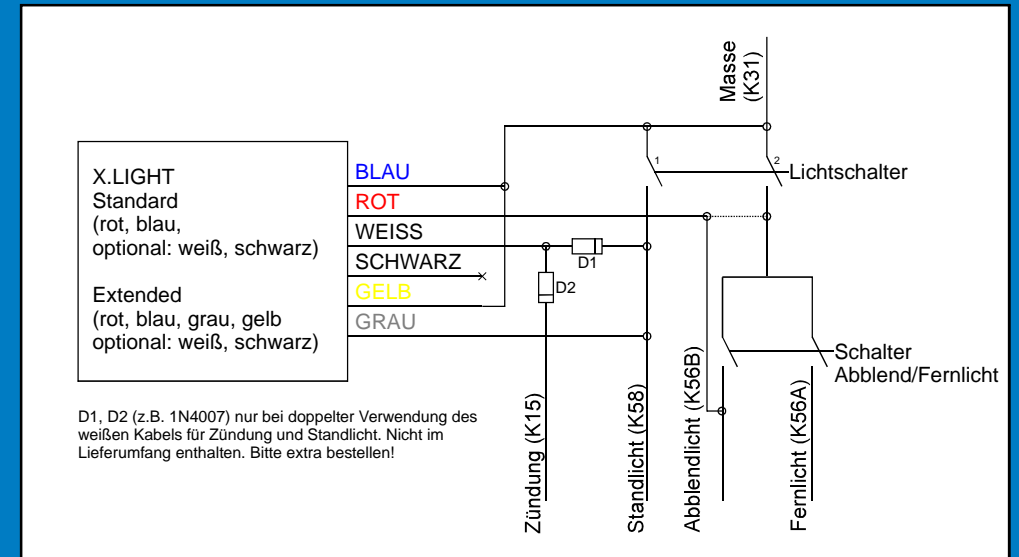 Masse
(K31)
X.LIGHT
Standard
(rot, blau,
optional: weiß, schwarz)
Extended
(rot, blau, grau, gelb
optional: weiß, schwarz)
BLAU
ROT
WEISS
SCHWARZ
GELB
GRAU
1
2
Lichtschalter
D1
D2
Schalter
Abblend/Fernlicht
D1, D2 (z.B. 1N4007) nur bei doppelter Verwendung des
weißen Kabels für Zündung und Standlicht. Nicht im
Lieferumfang enthalten. Bitte extra bestellen!
Zündung (K15)
Standlicht (K58)
Abblendlicht (K56B)
Fernlicht (K56A)